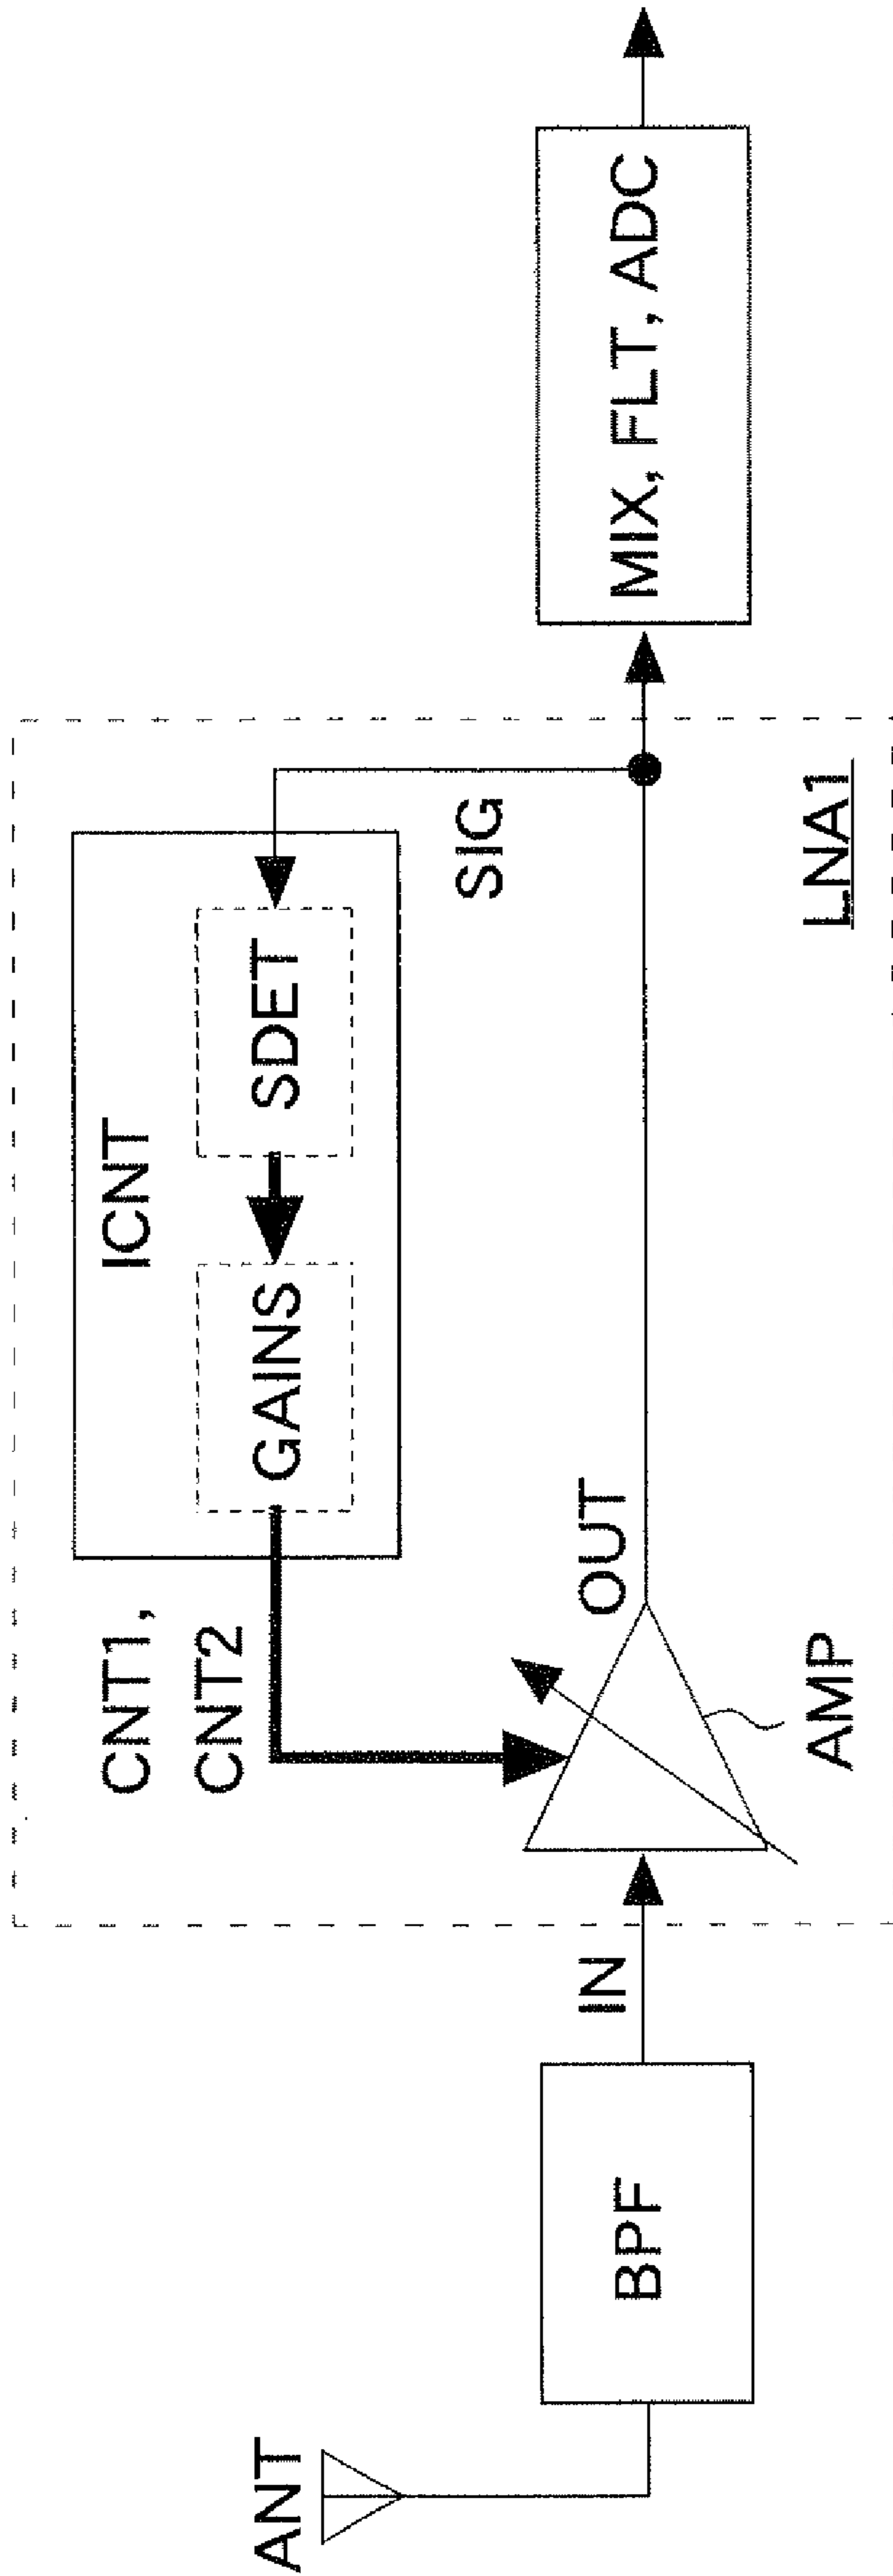 ANT
BPF
IN
CNT1,
CNT2
ICNT
GAINS
SDET
SIG
OUT
AMP
LNA1
MIX, FLT, ADC